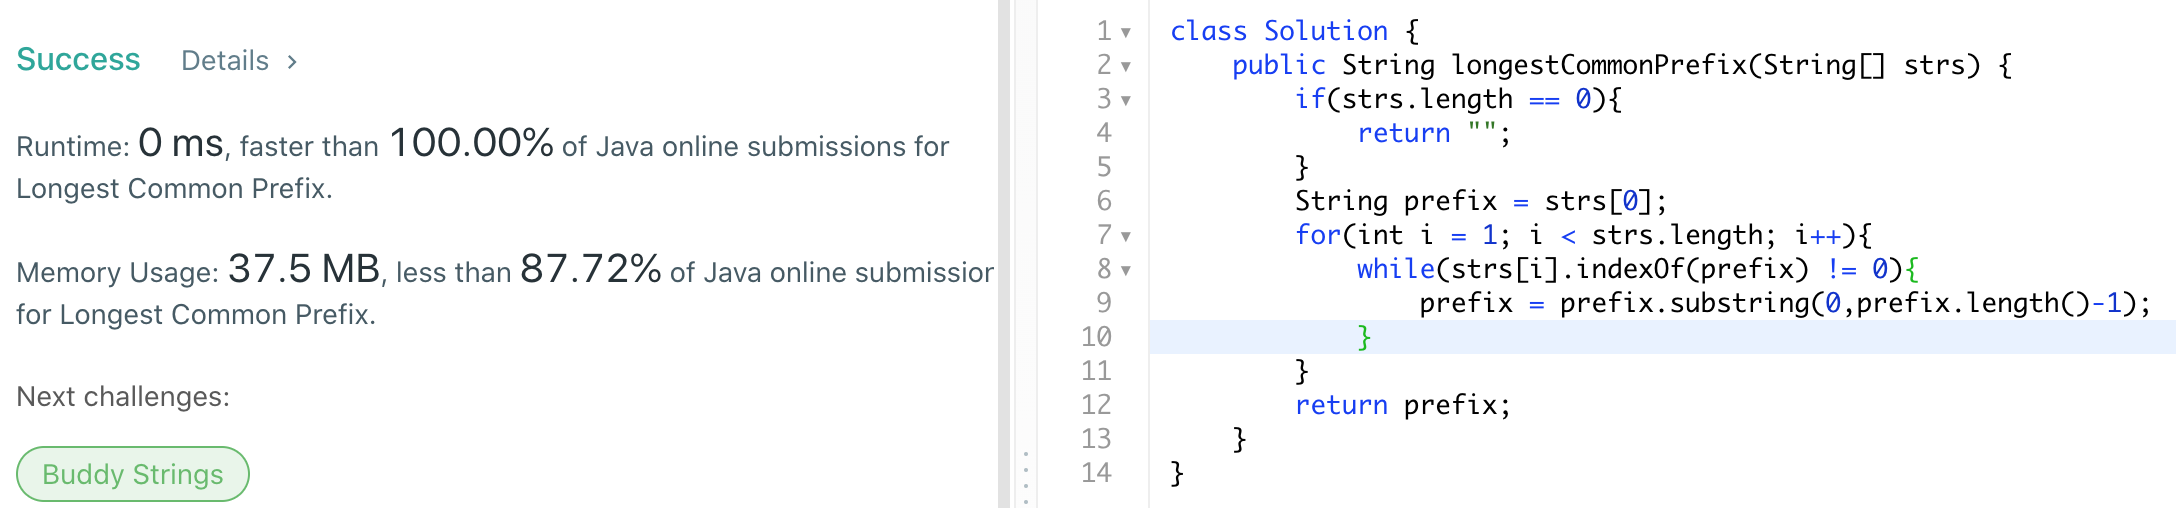 Success Details >
Runtime: 0 ms, faster than 100.00% of Java online submissions for
Longest Common Prefix.
Memory Usage: 37.5 MB, less than 87.72% of Java online submission
for Longest Common Prefix.
Next challenges:
Buddy Strings
1 class Solution {
2 public String longestCommonPrefix(String[] strs) {
3 if(strs.length == 0){
4 return "";
5 }
6 String prefix = strs[0];
7 for(int i = 1; i < strs.length; i++){
8 while(strs[i].indexOf(prefix) != 0){
9 prefix = prefix.substring(0,prefix.length()-1);
10 }
11 }
12 return prefix;
13 }
14 }